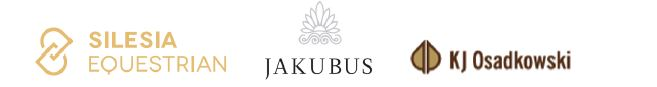 SILESIA
EQUESTRIAN
JAKUBUS
KJ Osadkowski